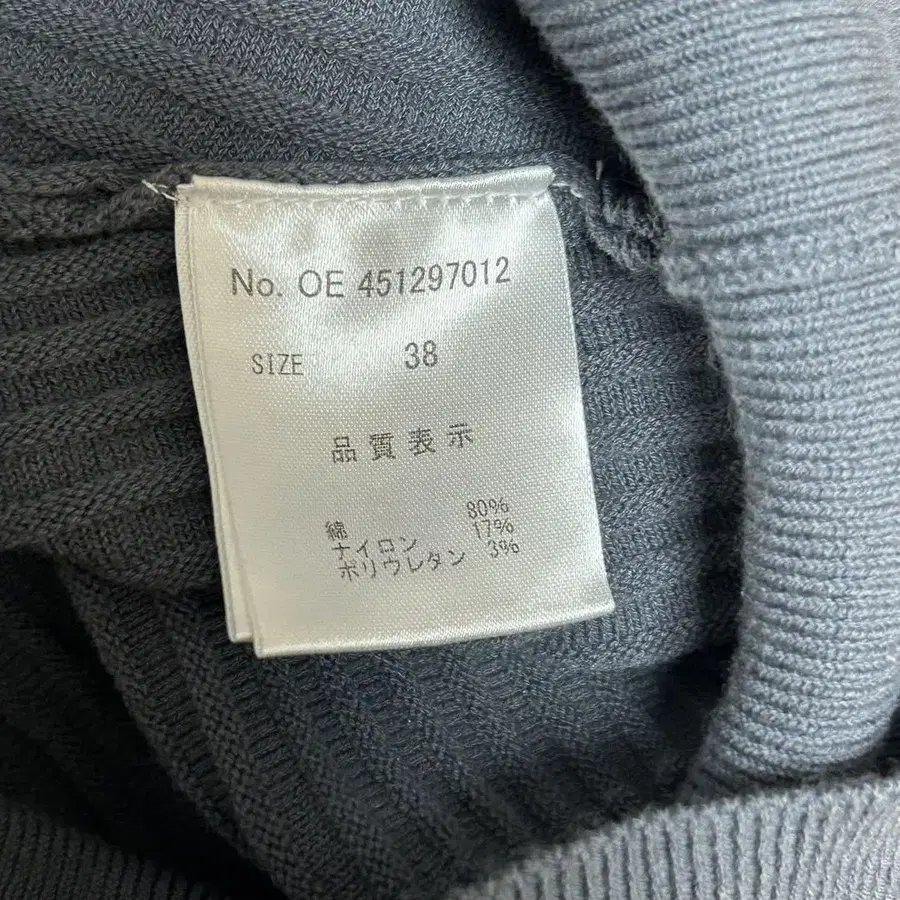 No. OE 451297012
SIZE 38
品質表示
綿 80%
ナイロン 17%
ポリウレタン 3%